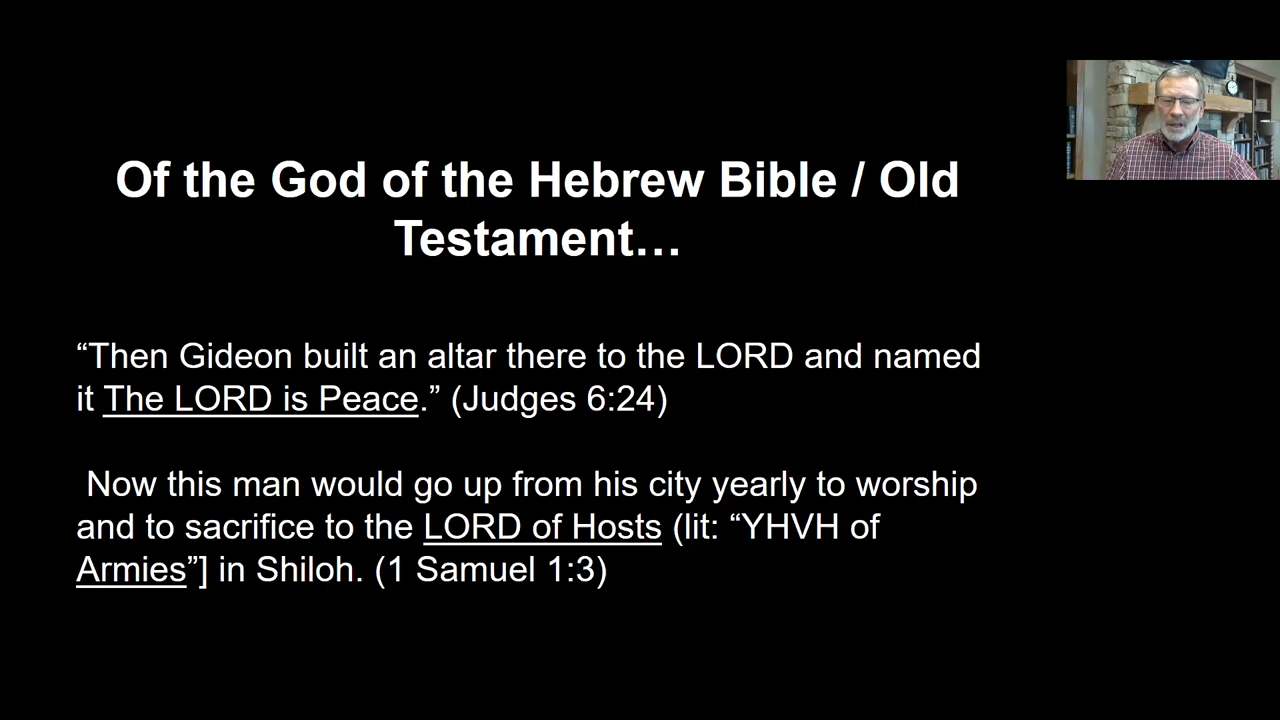 Of the God of the Hebrew Bible / Old
Testament…
“Then Gideon built an altar there to the LORD and named
it The LORD is Peace.” (Judges 6:24)
Now this man would go up from his city yearly to worship
and to sacrifice to the LORD of Hosts (lit: “YHVH of
Armies”] in Shiloh. (1 Samuel 1:3)